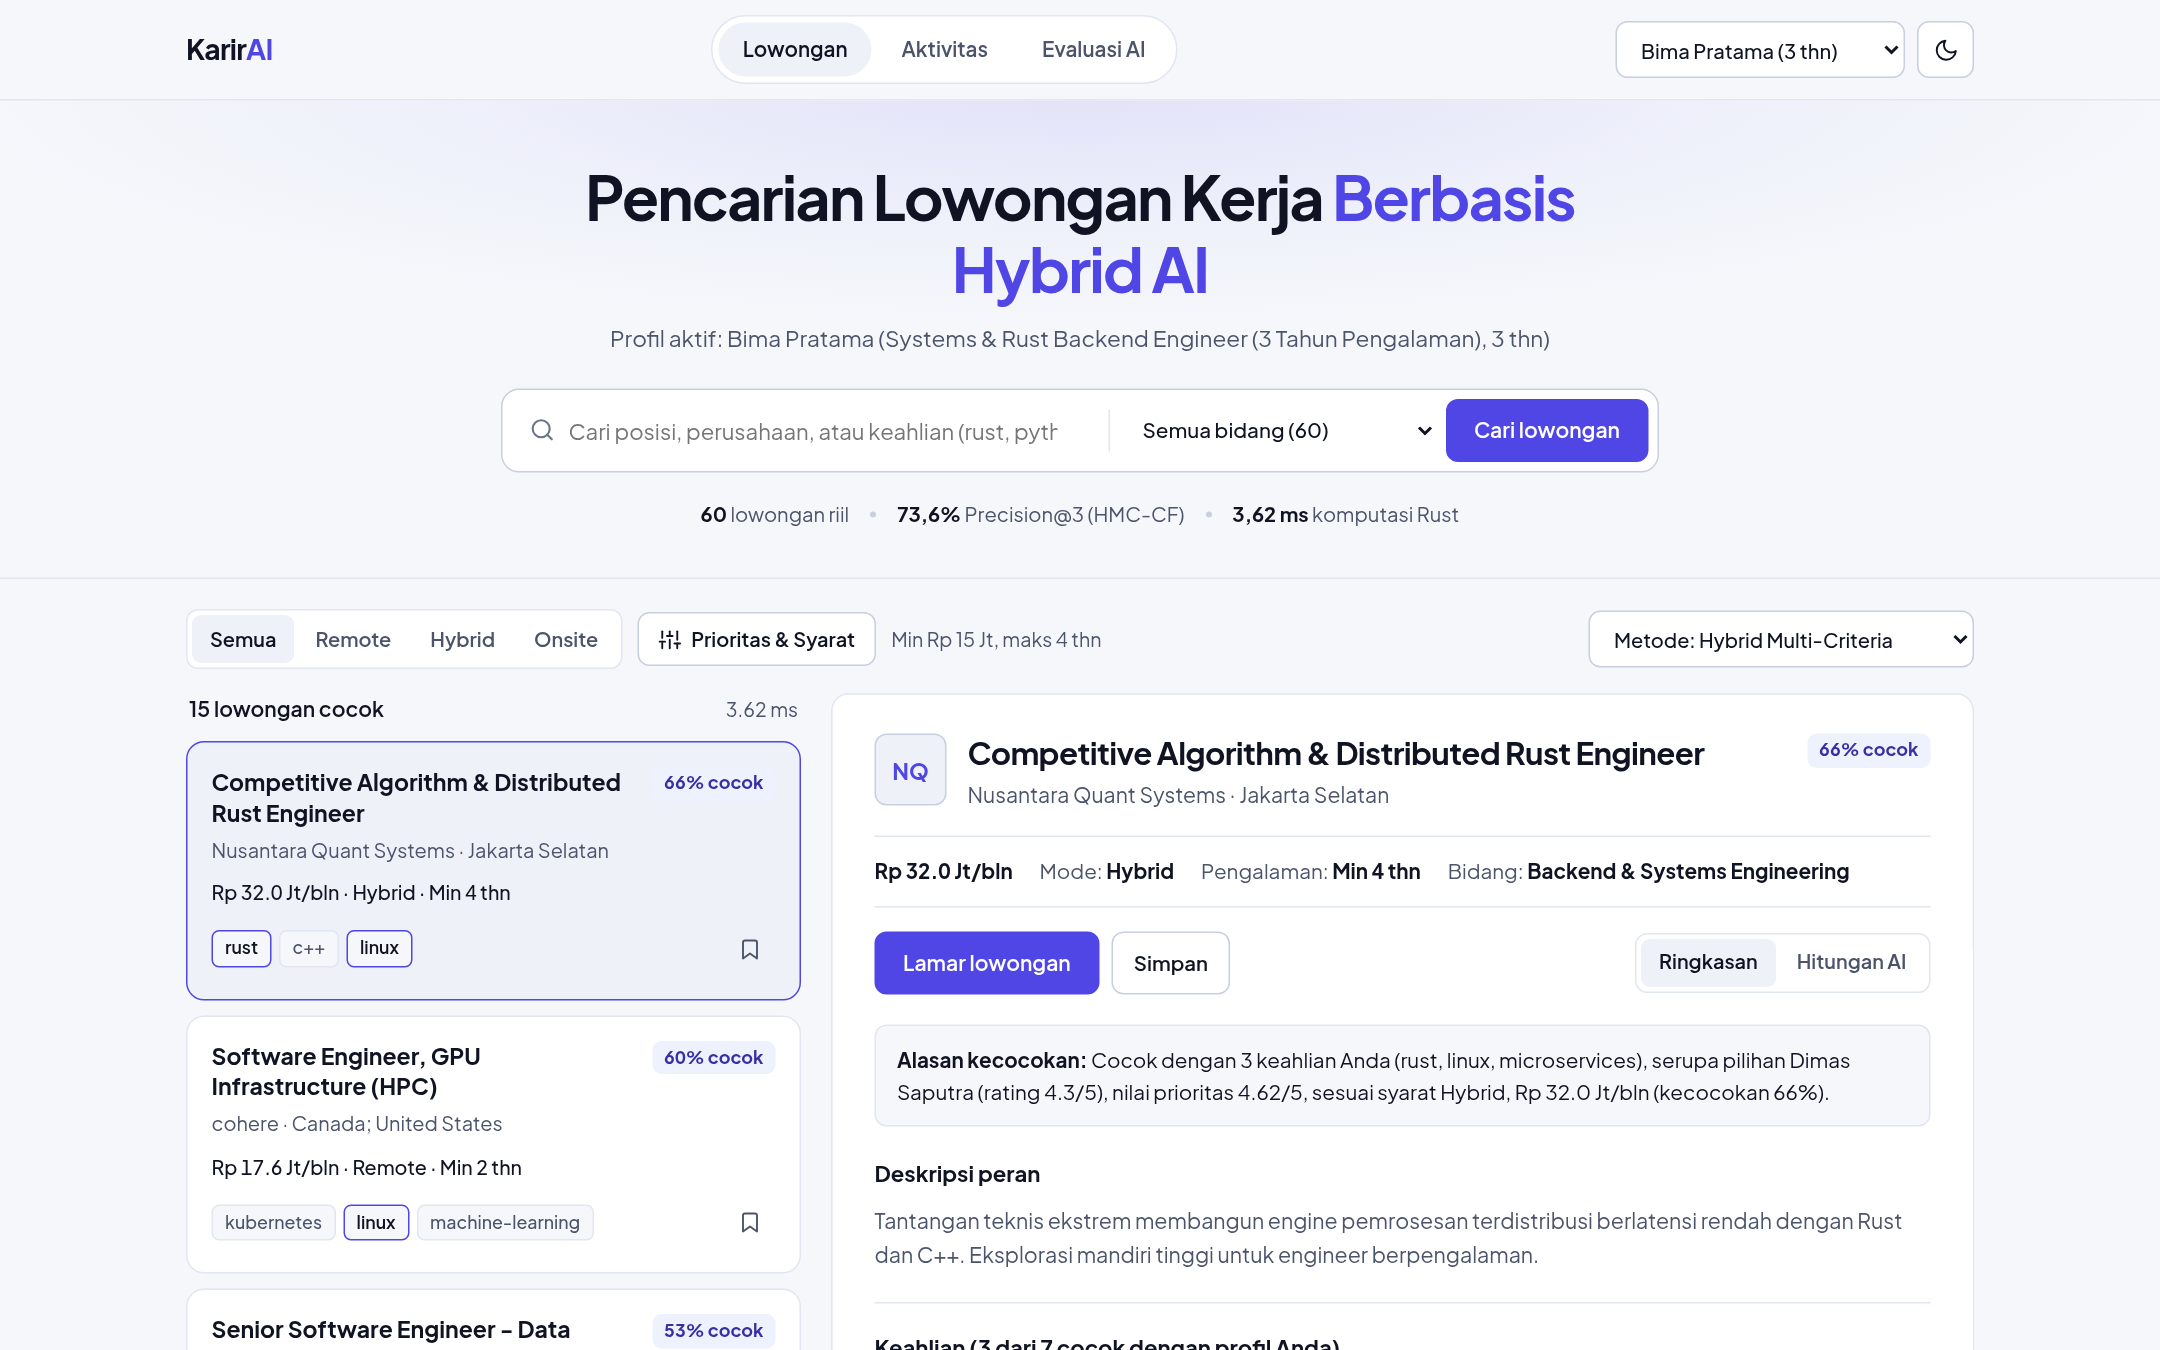 KarirAI
Lowongan
Aktivitas
Evaluasi AI
Bima Pratama (3 thn)
Pencarian Lowongan Kerja Berbasis
Hybrid AI
Profil aktif: Bima Pratama (Systems & Rust Backend Engineer (3 Tahun Pengalaman), 3 thn)
Cari posisi, perusahaan, atau keahlian (rust, pyth
Semua bidang (60)
Cari lowongan
60 lowongan riil • 73,6% Precision@3 (HMC-CF) • 3,62 ms komputasi Rust
Semua
Remote
Hybrid
Onsite
Prioritas & Syarat
Min Rp 15 Jt, maks 4 thn
Metode: Hybrid Multi-Criteria
15 lowongan cocok
3.62 ms
Competitive Algorithm & Distributed
Rust Engineer
66% cocok
Nusantara Quant Systems · Jakarta Selatan
Rp 32.0 Jt/bln · Hybrid · Min 4 thn
rust
c++
linux
Software Engineer, GPU
Infrastructure (HPC)
60% cocok
cohere · Canada; United States
Rp 17.6 Jt/bln · Remote · Min 2 thn
kubernetes
linux
machine-learning
Senior Software Engineer - Data
53% cocok
NQ
Competitive Algorithm & Distributed Rust Engineer
66% cocok
Nusantara Quant Systems · Jakarta Selatan
Rp 32.0 Jt/bln
Mode: Hybrid
Pengalaman: Min 4 thn
Bidang: Backend & Systems Engineering
Lamar lowongan
Simpan
Ringkasan
Hitungan AI
Alasan kecocokan: Cocok dengan 3 keahlian Anda (rust, linux, microservices), serupa pilihan Dimas
Saputra (rating 4.3/5), nilai prioritas 4.62/5, sesuai syarat Hybrid, Rp 32.0 Jt/bln (kecocokan 66%).
Deskripsi peran
Tantangan teknis ekstrem membangun engine pemrosesan terdistribusi berlatensi rendah dengan Rust
dan C++. Eksplorasi mandiri tinggi untuk engineer berpengalaman.
Keahlian (3 dari 7 cocok dengan profil Anda)